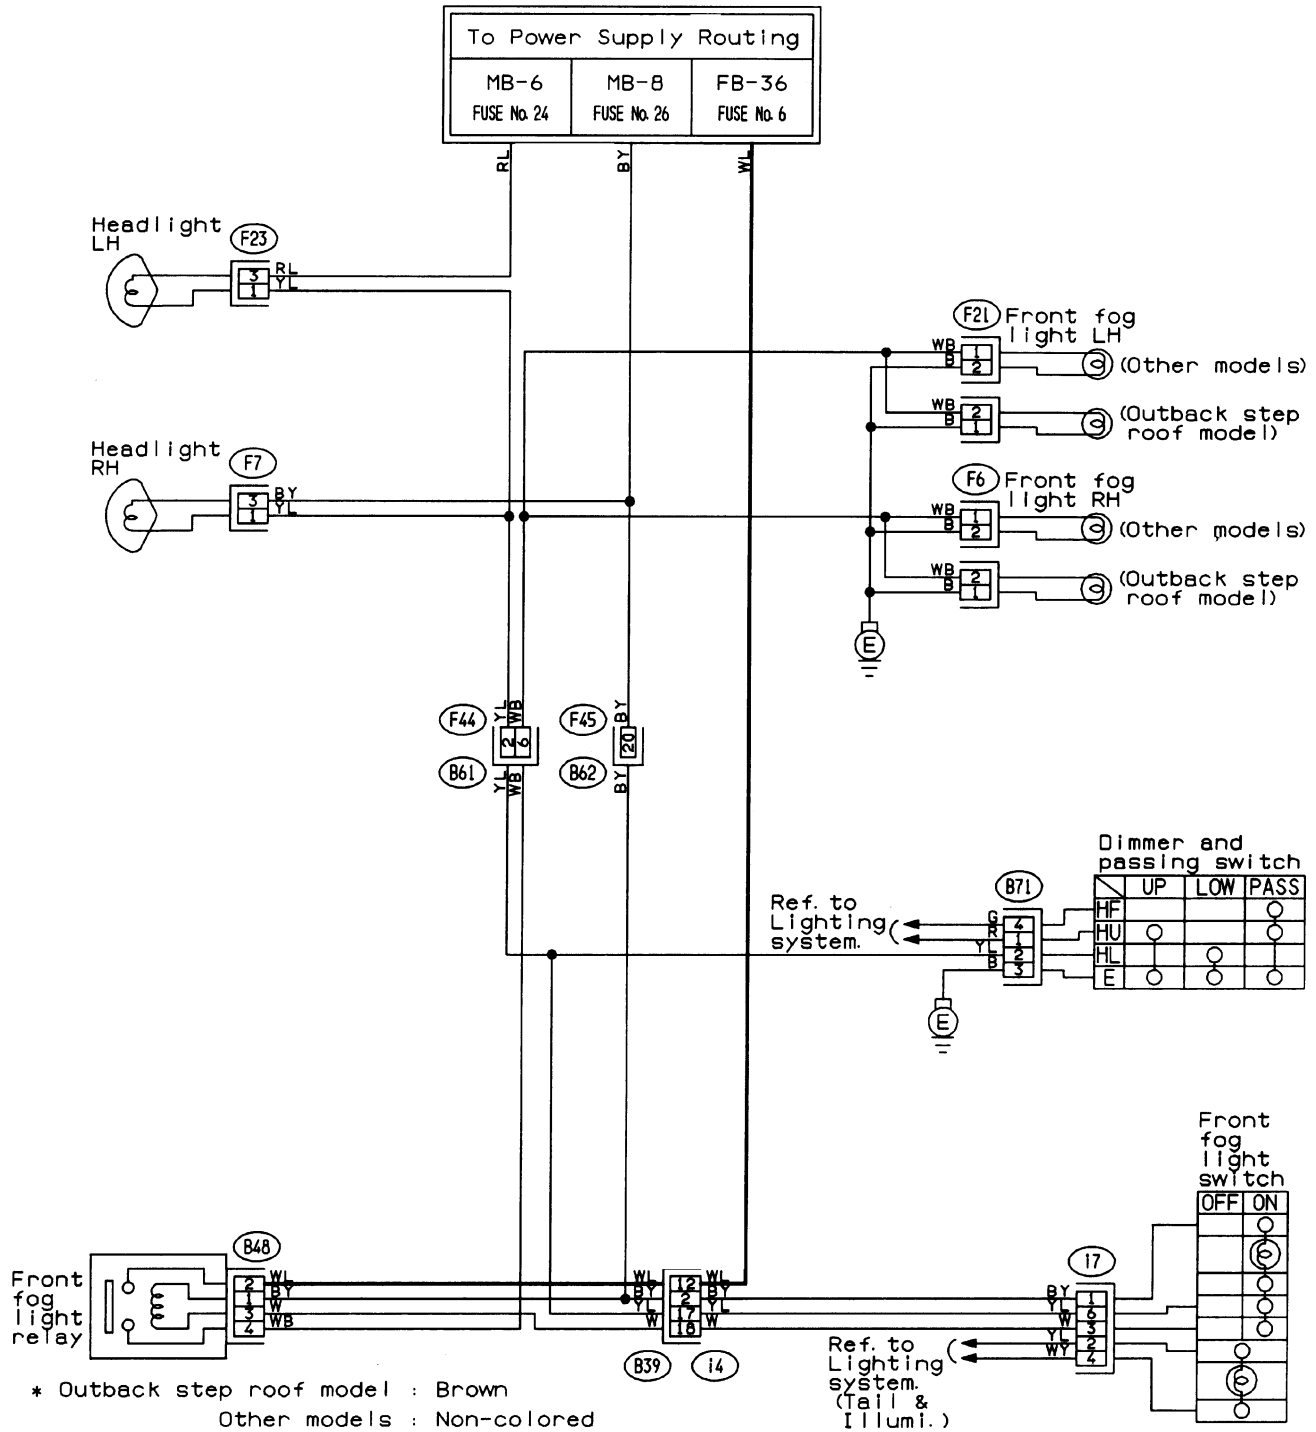 To Power Supply Routing
MB-6 MB-8 FB-36
FUSE No. 24 FUSE No. 26 FUSE No. 6
RL BY WL
Headlight
LH
F23
3 RL
1 YL
F21 Front fog
light LH
WB 1
B 2
(Other models)
WB 2
B 1
(Outback step
roof model)
Headlight
RH
F7
3 BY
1 YL
F6 Front fog
light RH
WB 1
B 2
(Other models)
WB 2
B 1
(Outback step
roof model)
E
F44 YL WB F45 BY
2 6 20
B61 YL WB B62 BY
Dimmer and
passing switch
UP LOW PASS
HF
HU
HL
E
B71
Ref. to
Lighting
system.
G 4
R 1
YL 2
B 3
E
Front
fog
light
switch
OFF ON
Front
fog
light
relay
B48
2 WL
1 BY
3 W
4 WB
WL 12 WL
BY 2 BY
YL 17 YL
W 18 W
B39 i4
i7
BY 1
YL 6
W 3
YL 2
WY 4
Ref. to
Lighting
system.
(Tail &
Illumi.)
* Outback step roof model : Brown
Other models : Non-colored